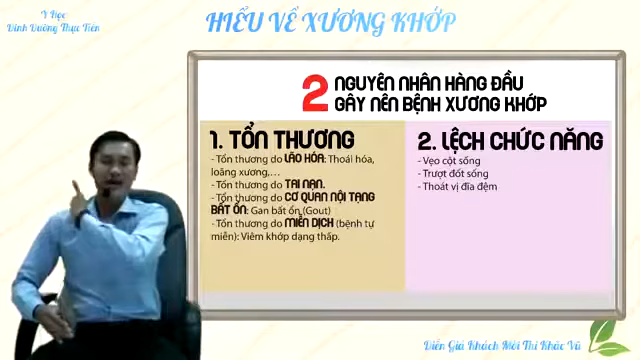 Y Học
Dinh Dưỡng Thực Tiễn
HIỂU VỀ XƯƠNG KHỚP
2 NGUYÊN NHÂN HÀNG ĐẦU
GÂY NÊN BỆNH XƯƠNG KHỚP
1. TỔN THƯƠNG
- Tổn thương do LÃO HÓA: Thoái hóa,
loãng xương,...
- Tổn thương do TAI NẠN.
- Tổn thương do CƠ QUAN NỘI TẠNG
BẤT ỔN: Gan bất ổn (Gout)
- Tổn thương do MIỄN DỊCH (bệnh tự
miễn): Viêm khớp dạng thấp.
2. LỆCH CHỨC NĂNG
- Vẹo cột sống
- Trượt đốt sống
- Thoát vị đĩa đệm
Diễn Giả Khách Mời Thi Khắc Vũ